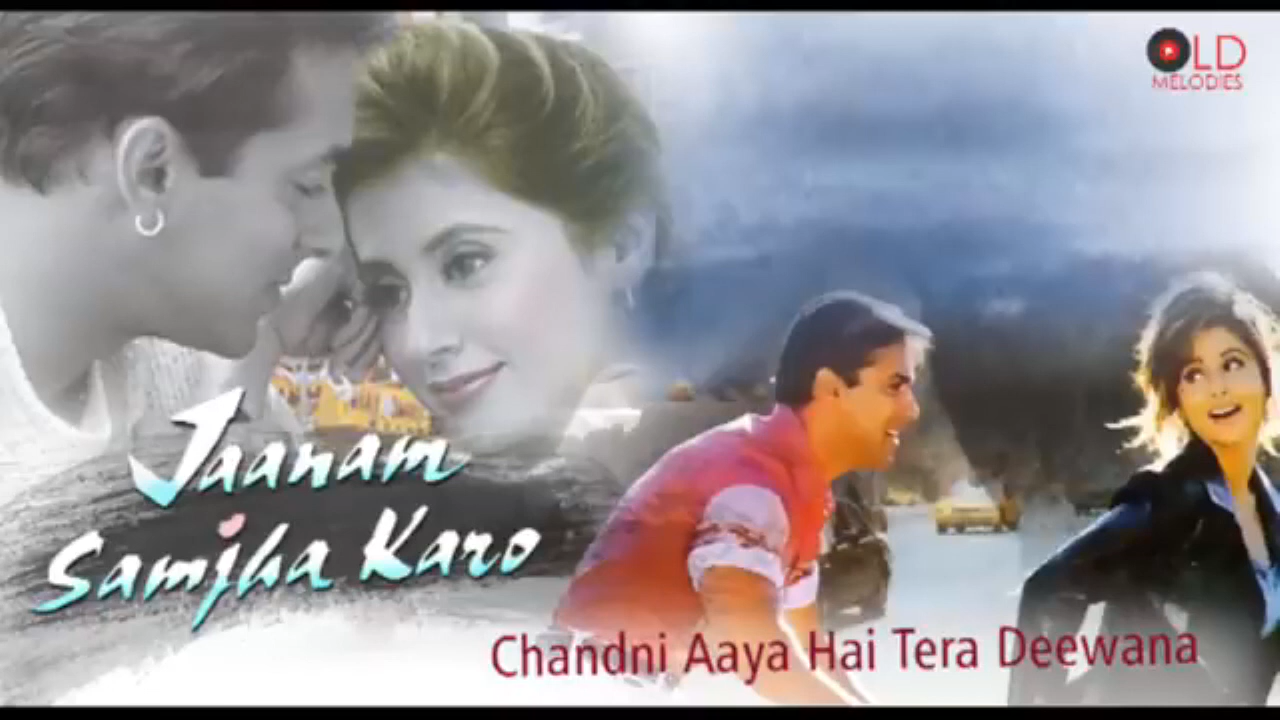 OLD
MELODIES
Jaanam
Samjha Karo
Chandni Aaya Hai Tera Deewana